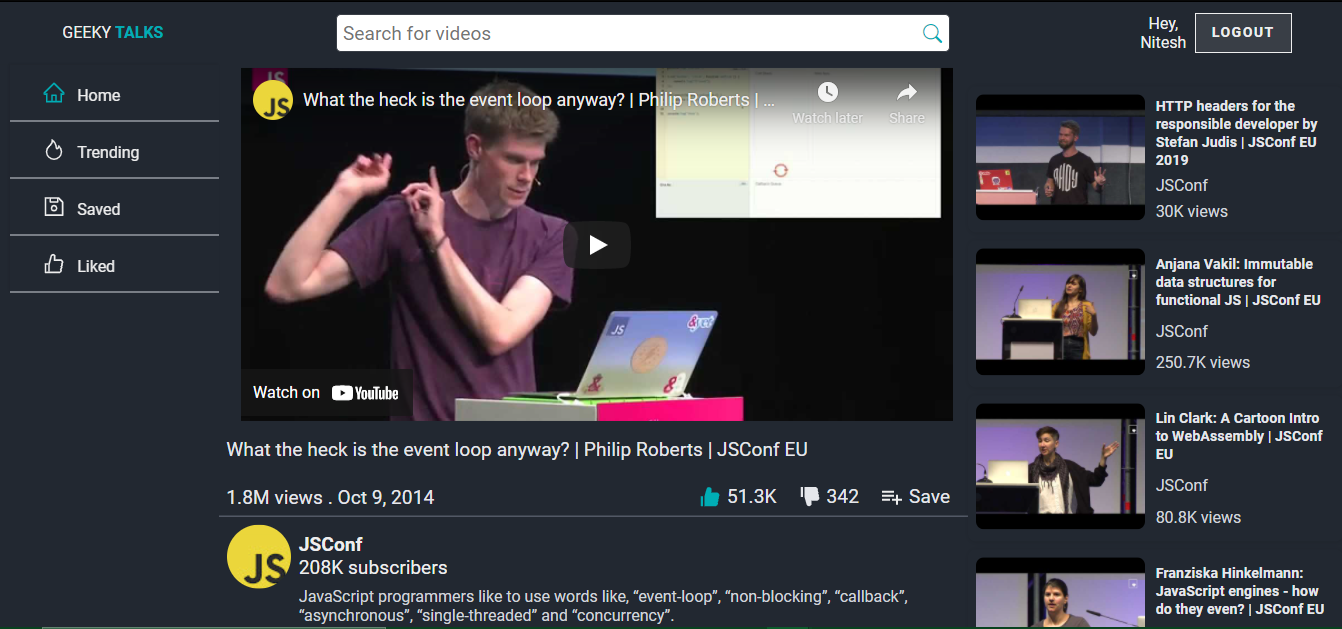 GEEKY TALKS
Search for videos
Hey,
Nitesh
LOGOUT
Home
Trending
Saved
Liked
JS
What the heck is the event loop anyway? | Philip Roberts | ...
Watch later
Share
JS
&yet
Watch on YouTube
What the heck is the event loop anyway? | Philip Roberts | JSConf EU
1.8M views . Oct 9, 2014
51.3K
342
Save
JS
JSConf
208K subscribers
JavaScript programmers like to use words like, “event-loop”, “non-blocking”, “callback”,
“asynchronous”, “single-threaded” and “concurrency”.
HTTP headers for the
responsible developer by
Stefan Judis | JSConf EU
2019
JSConf
30K views
AHOY
Anjana Vakil: Immutable
data structures for
functional JS | JSConf EU
JSConf
250.7K views
Lin Clark: A Cartoon Intro
to WebAssembly | JSConf
EU
JSConf
80.8K views
Franziska Hinkelmann:
JavaScript engines - how
do they even? | JSConf EU